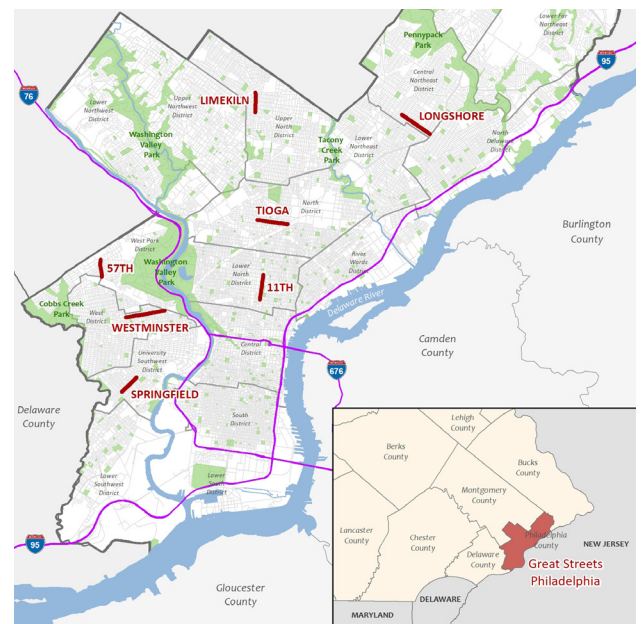 Lower Far
Northeast
District
Pennypack
Park
INTERSTATE
95
Central
Northeast
District
INTERSTATE
76
Lower
Northwest
District
Upper
Northwest
District
LIMEKILN
Upper
North
District
LONGSHORE
Washington
Valley
Park
Tacony
Creek
Park
Lower
Northeast
District
North
Delaware
District
TIOGA
North
District
Burlington
County
West Park
District
57TH
Washington
Valley
Park
Lower
North
District
11TH
River
Wards
District
Cobbs Creek
Park
West
District
WESTMINSTER
Delaware River
Central
District
Camden
County
University
Southwest
District
INTERSTATE
676
SPRINGFIELD
Delaware
County
South
District
Lower
Southwest
District
Lower
South
District
INTERSTATE
95
Gloucester
County
Lehigh
County
Berks
County
Bucks
County
Montgomery
County
Lancaster
County
Chester
County
Delaware
County
Philadelphia
County
NEW JERSEY
Great Streets
Philadelphia
DELAWARE
MARYLAND